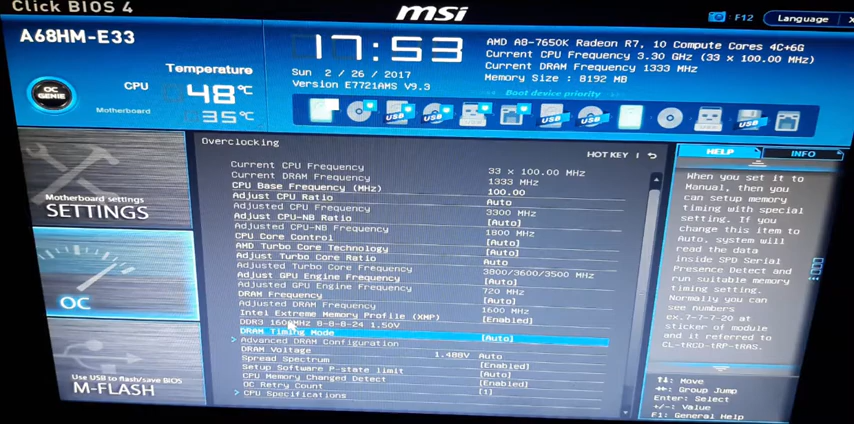 Click BIOS 4
msi
F12
Language
X
A68HM-E33
17:53
Sun 2 / 26 / 2017
Version E7721AMS V9.3
AMD A8-7650K Radeon R7, 10 Compute Cores 4C+6G
Current CPU Frequency 3.30 GHz (33 x 100.00 MHz)
Current DRAM Frequency 1333 MHz
Memory Size : 8192 MB
OC
GENIE
Temperature
CPU 48°C
Motherboard 35°C
Boot device priority
USB
USB
USB
USB
Motherboard settings
SETTINGS
OC
Use USB to flash/save BIOS
M-FLASH
Overclocking
HOT KEY
Current CPU Frequency 33 x 100.00 MHz
Current DRAM Frequency 1333 MHz
CPU Base Frequency (MHz) 100.00
Adjust CPU Ratio Auto
Adjusted CPU Frequency 3300 MHz
Adjust CPU-NB Ratio [Auto]
Adjusted CPU-NB Frequency 1800 MHz
CPU Core Control [Auto]
AMD Turbo Core Technology [Auto]
Adjust Turbo Core Ratio [Auto]
Adjusted Turbo Core Frequency 3800/3600/3500 MHz
Adjust GPU Engine Frequency [Auto]
Adjusted GPU Engine Frequency 720 MHz
DRAM Frequency [Auto]
Adjusted DRAM Frequency 1600 MHz
Intel Extreme Memory Profile (XMP) [Enabled]
DDR3 1600MHz 8-8-8-24 1.50V
DRAM Timing Mode [Auto]
> Advanced DRAM Configuration
DRAM Voltage 1.488V Auto
Spread Spectrum [Enabled]
Setup Software P-state limit [Auto]
CPU Memory Changed Detect [Enabled]
OC Retry Count [1]
> CPU Specifications
HELP
INFO
When you set it to
Manual, then you
can setup memory
timing with special
setting. If you
change this item to
Auto, system will
read the data
inside SPD Serial
Presence Detect and
run suitable memory
timing setting.
Normally you can
see numbers
ex.7-7-7-20 at
sticker of module
and it referred to
CL-tRCD-tRP-tRAS.
: Move
: Group Jump
Enter: Select
+/-: Value
F1: General Help